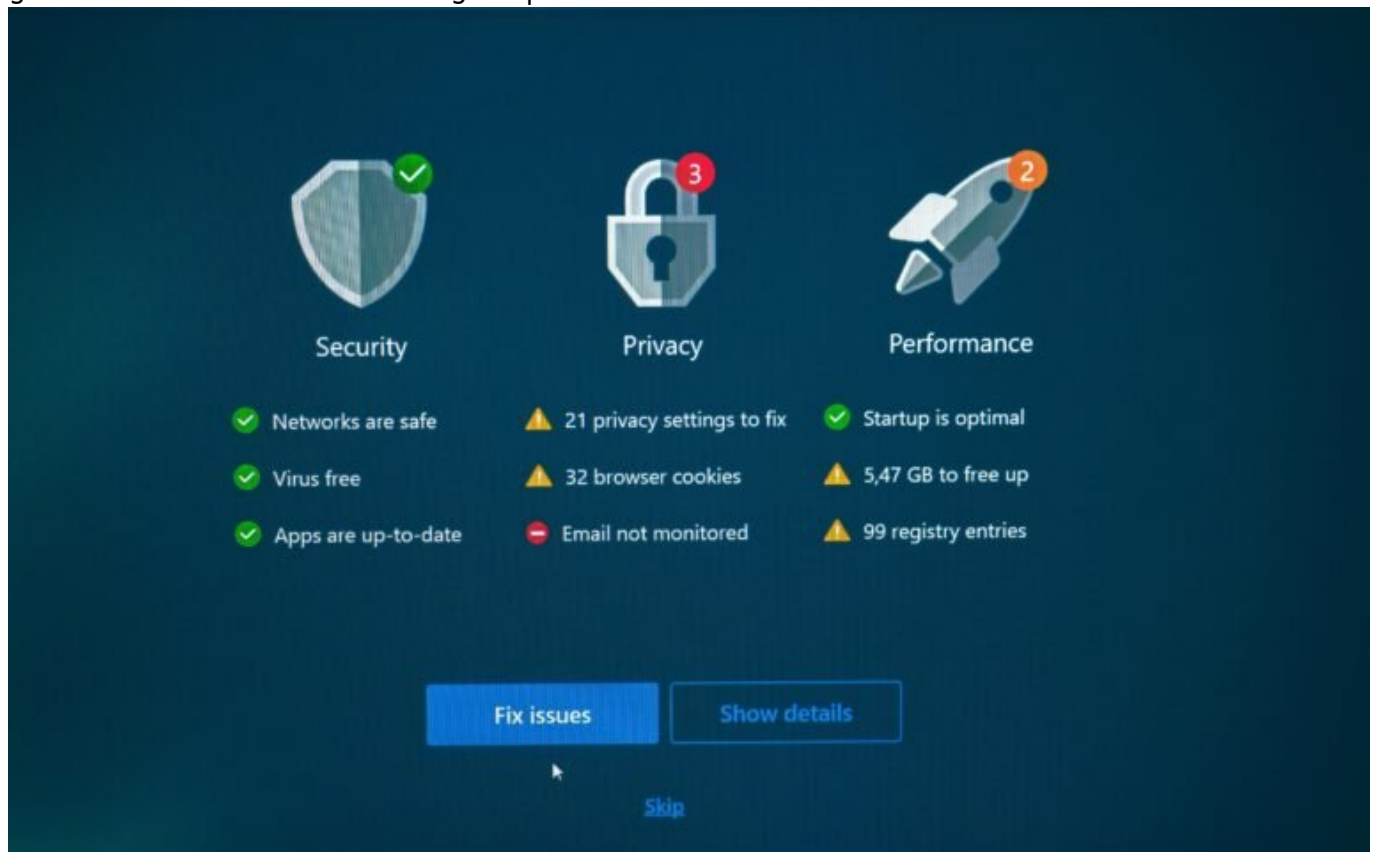 3
2
Security
Privacy
Performance
Networks are safe
21 privacy settings to fix
Startup is optimal
Virus free
32 browser cookies
5,47 GB to free up
Apps are up-to-date
Email not monitored
99 registry entries
Fix issues
Show details
Skip